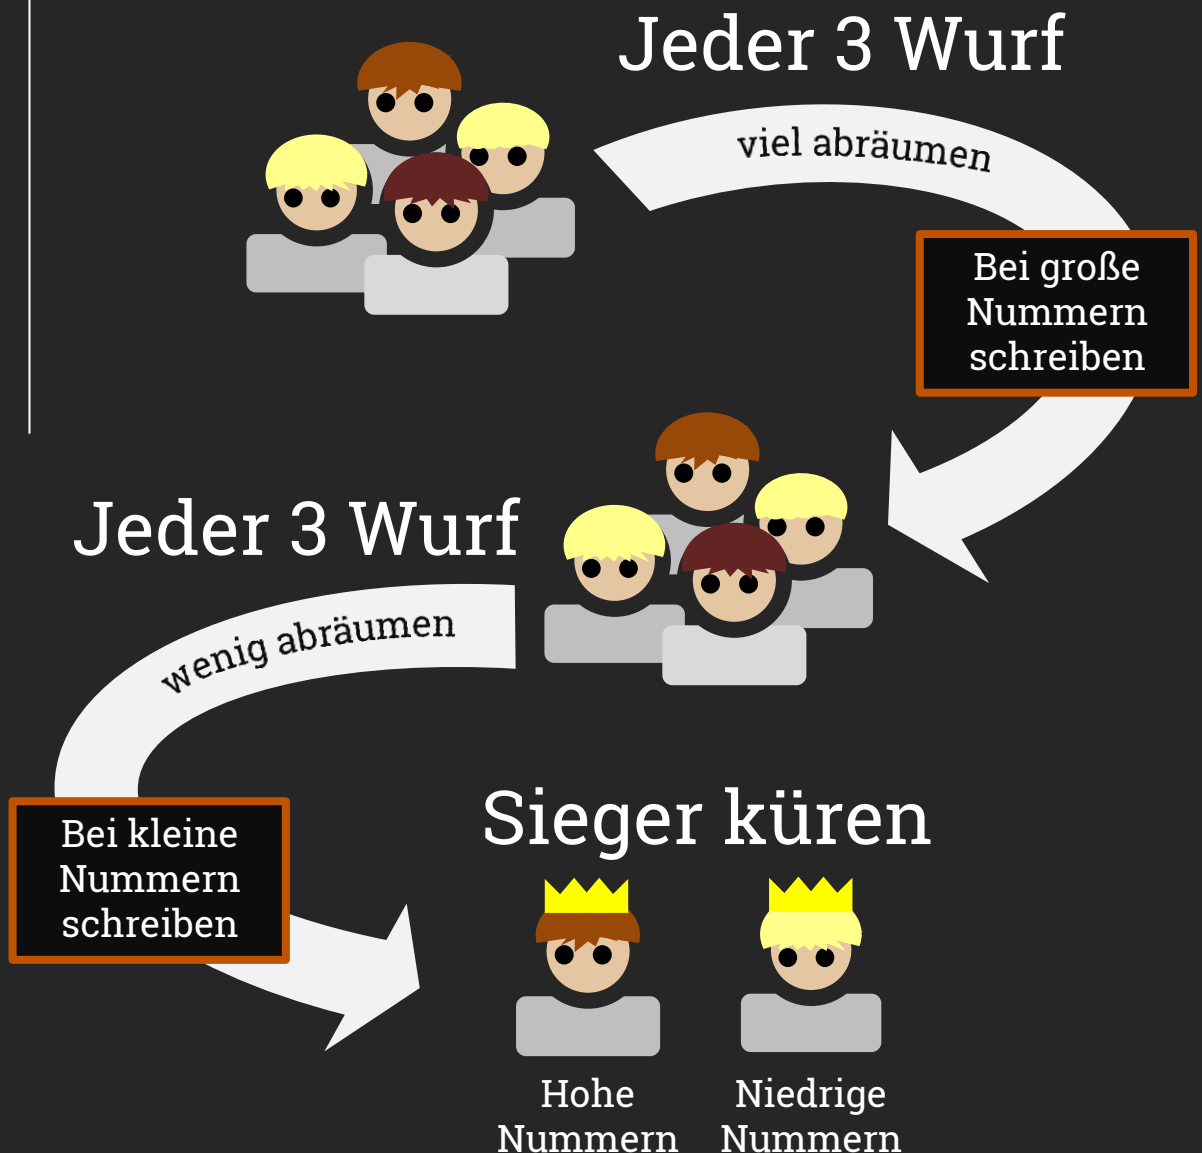 Jeder 3 Wurf
viel abräumen
Bei große
Nummern
schreiben
Jeder 3 Wurf
wenig abräumen
Bei kleine
Nummern
schreiben
Sieger küren
Hohe
Nummern
Niedrige
Nummern